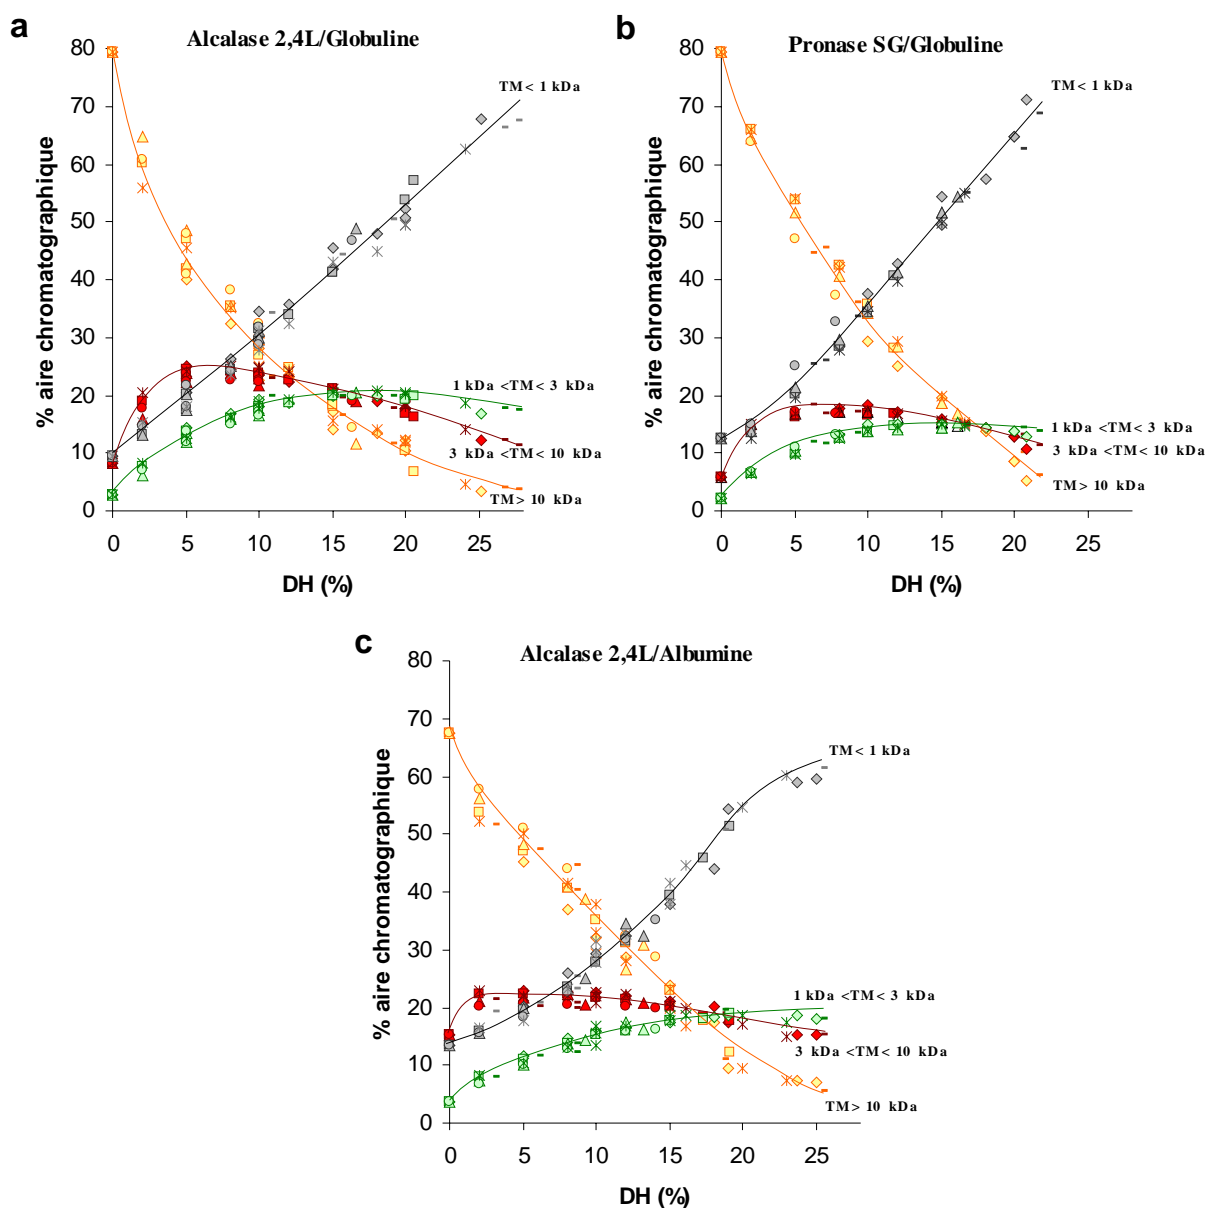 a
Alcalase 2,4L/Globuline
% aire chromatographique
80
70
60
50
40
30
20
10
0
0 5 10 15 20 25
DH (%)
TM< 1 kDa
1 kDa <TM< 3 kDa
3 kDa <TM< 10 kDa
TM> 10 kDa
b
Pronase SG/Globuline
% aire chromatographique
80
70
60
50
40
30
20
10
0
0 5 10 15 20 25
DH (%)
TM< 1 kDa
1 kDa <TM< 3 kDa
3 kDa <TM< 10 kDa
TM> 10 kDa
c
Alcalase 2,4L/Albumine
% aire chromatographique
80
70
60
50
40
30
20
10
0
0 5 10 15 20 25
DH (%)
TM< 1 kDa
1 kDa <TM< 3 kDa
3 kDa <TM< 10 kDa
TM> 10 kDa